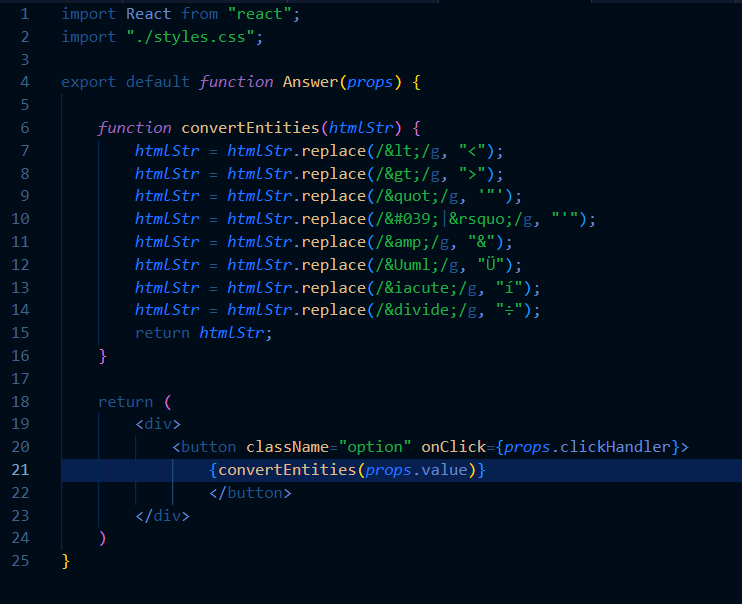 1 import React from "react";
2 import "./styles.css";
3
4 export default function Answer(props) {
5
6 function convertEntities(htmlStr) {
7 htmlStr = htmlStr.replace(/&lt;/g, "<");
8 htmlStr = htmlStr.replace(/&gt;/g, ">");
9 htmlStr = htmlStr.replace(/&quot;/g, '"');
10 htmlStr = htmlStr.replace(/&#039;|&rsquo;/g, "'");
11 htmlStr = htmlStr.replace(/&amp;/g, "&");
12 htmlStr = htmlStr.replace(/&Uuml;/g, "Ü");
13 htmlStr = htmlStr.replace(/&iacute;/g, "í");
14 htmlStr = htmlStr.replace(/&divide;/g, "÷");
15 return htmlStr;
16 }
17
18 return (
19 <div>
20 <button className="option" onClick={props.clickHandler}>
21 {convertEntities(props.value)}
22 </button>
23 </div>
24 )
25 }